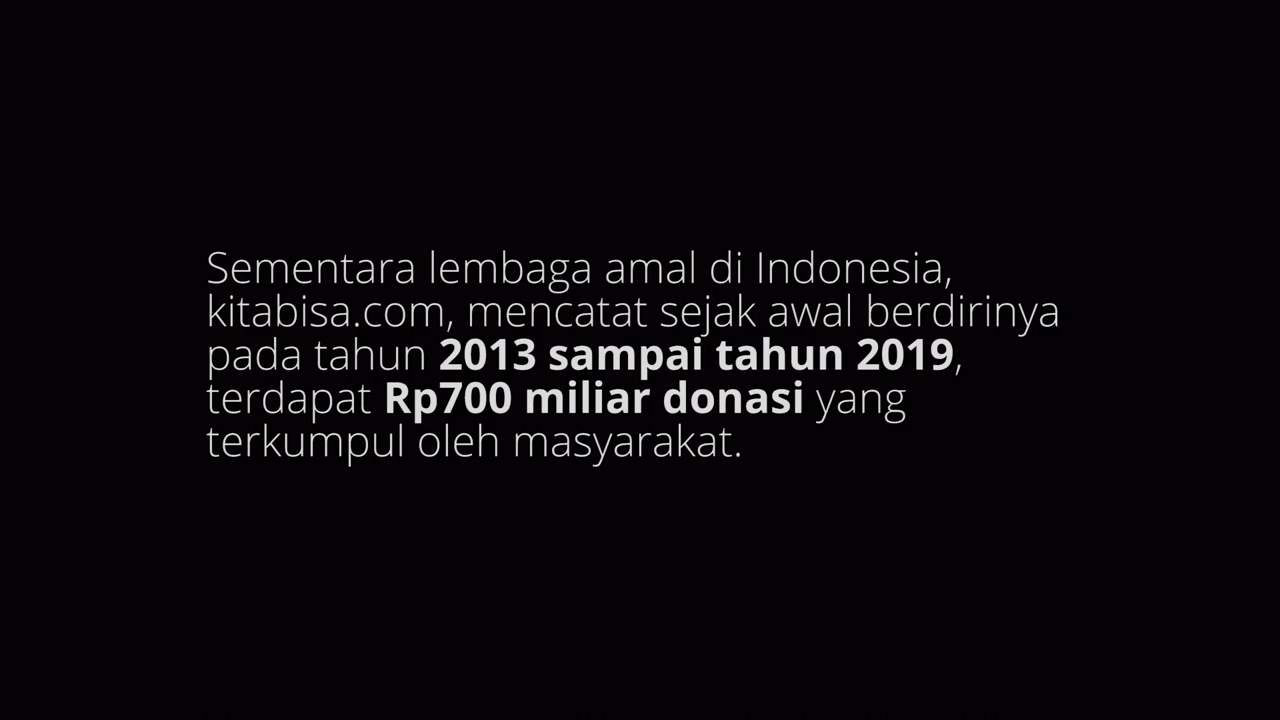 Sementara lembaga amal di Indonesia,
kitabisa.com, mencatat sejak awal berdirinya
pada tahun 2013 sampai tahun 2019,
terdapat Rp700 miliar donasi yang
terkumpul oleh masyarakat.